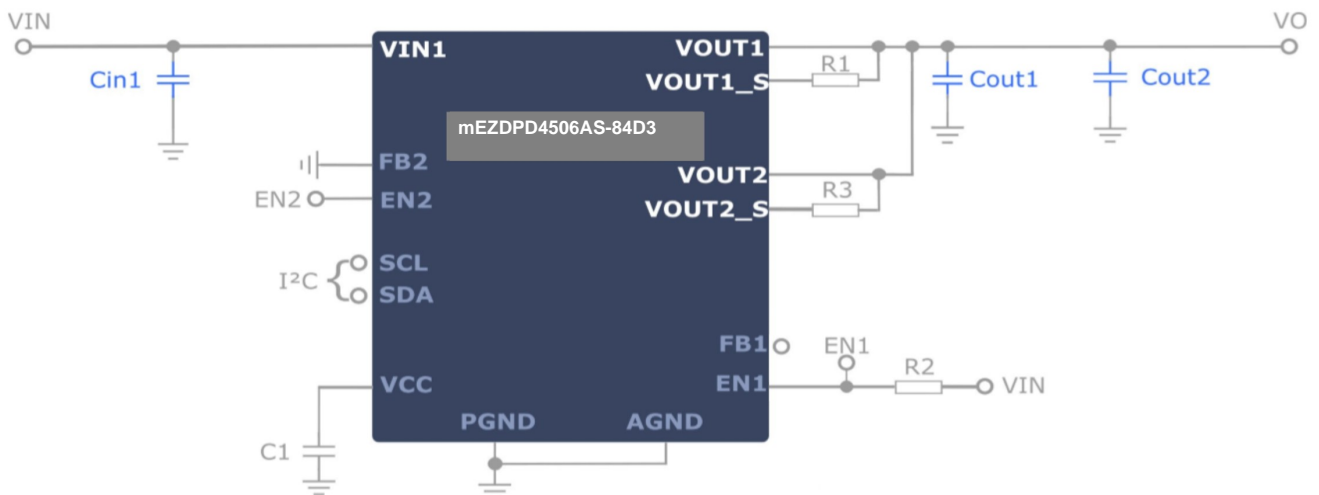 VIN
VO
VIN1
VOUT1
R1
Cin1
VOUT1_S
Cout1
Cout2
mEZDPD4506AS-84D3
FB2
VOUT2
EN2
EN2
R3
VOUT2_S
SCL
I²C
SDA
FB1
EN1
R2
VCC
EN1
VIN
PGND
AGND
C1